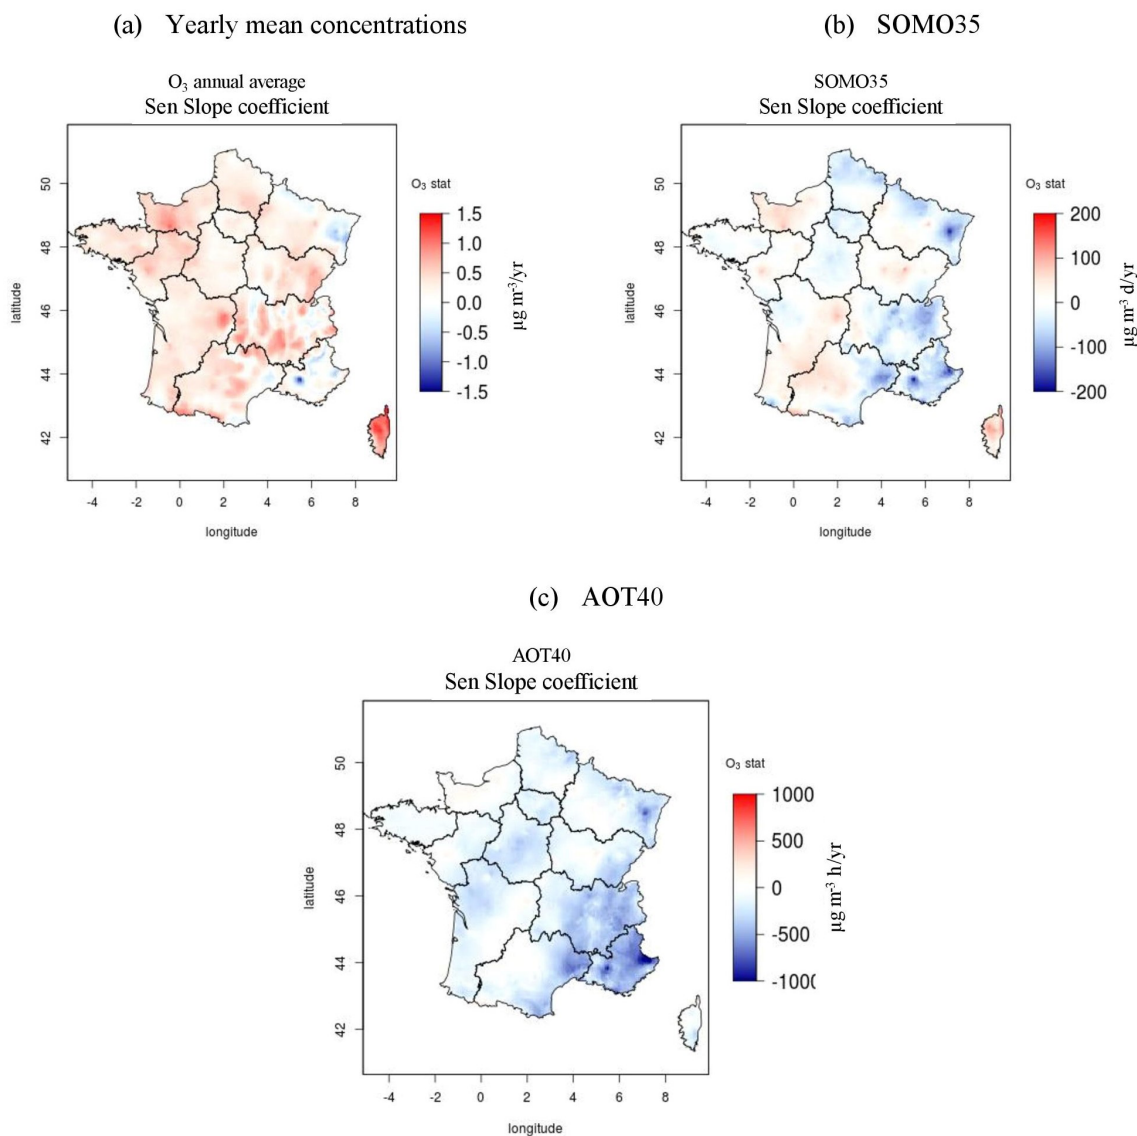 (a) Yearly mean concentrations
O₃ annual average
Sen Slope coefficient
latitude
50
48
46
44
42
-4 -2 0 2 4 6 8
longitude
O₃ stat
1.5
1.0
0.5
0.0
-0.5
-1.0
-1.5
µg m⁻³/yr
(b) SOMO35
SOMO35
Sen Slope coefficient
latitude
50
48
46
44
42
-4 -2 0 2 4 6 8
longitude
O₃ stat
200
100
0
-100
-200
µg m⁻³ d/yr
(c) AOT40
AOT40
Sen Slope coefficient
latitude
50
48
46
44
42
-4 -2 0 2 4 6 8
longitude
O₃ stat
1000
500
0
-500
-100(
µg m⁻³ h/yr